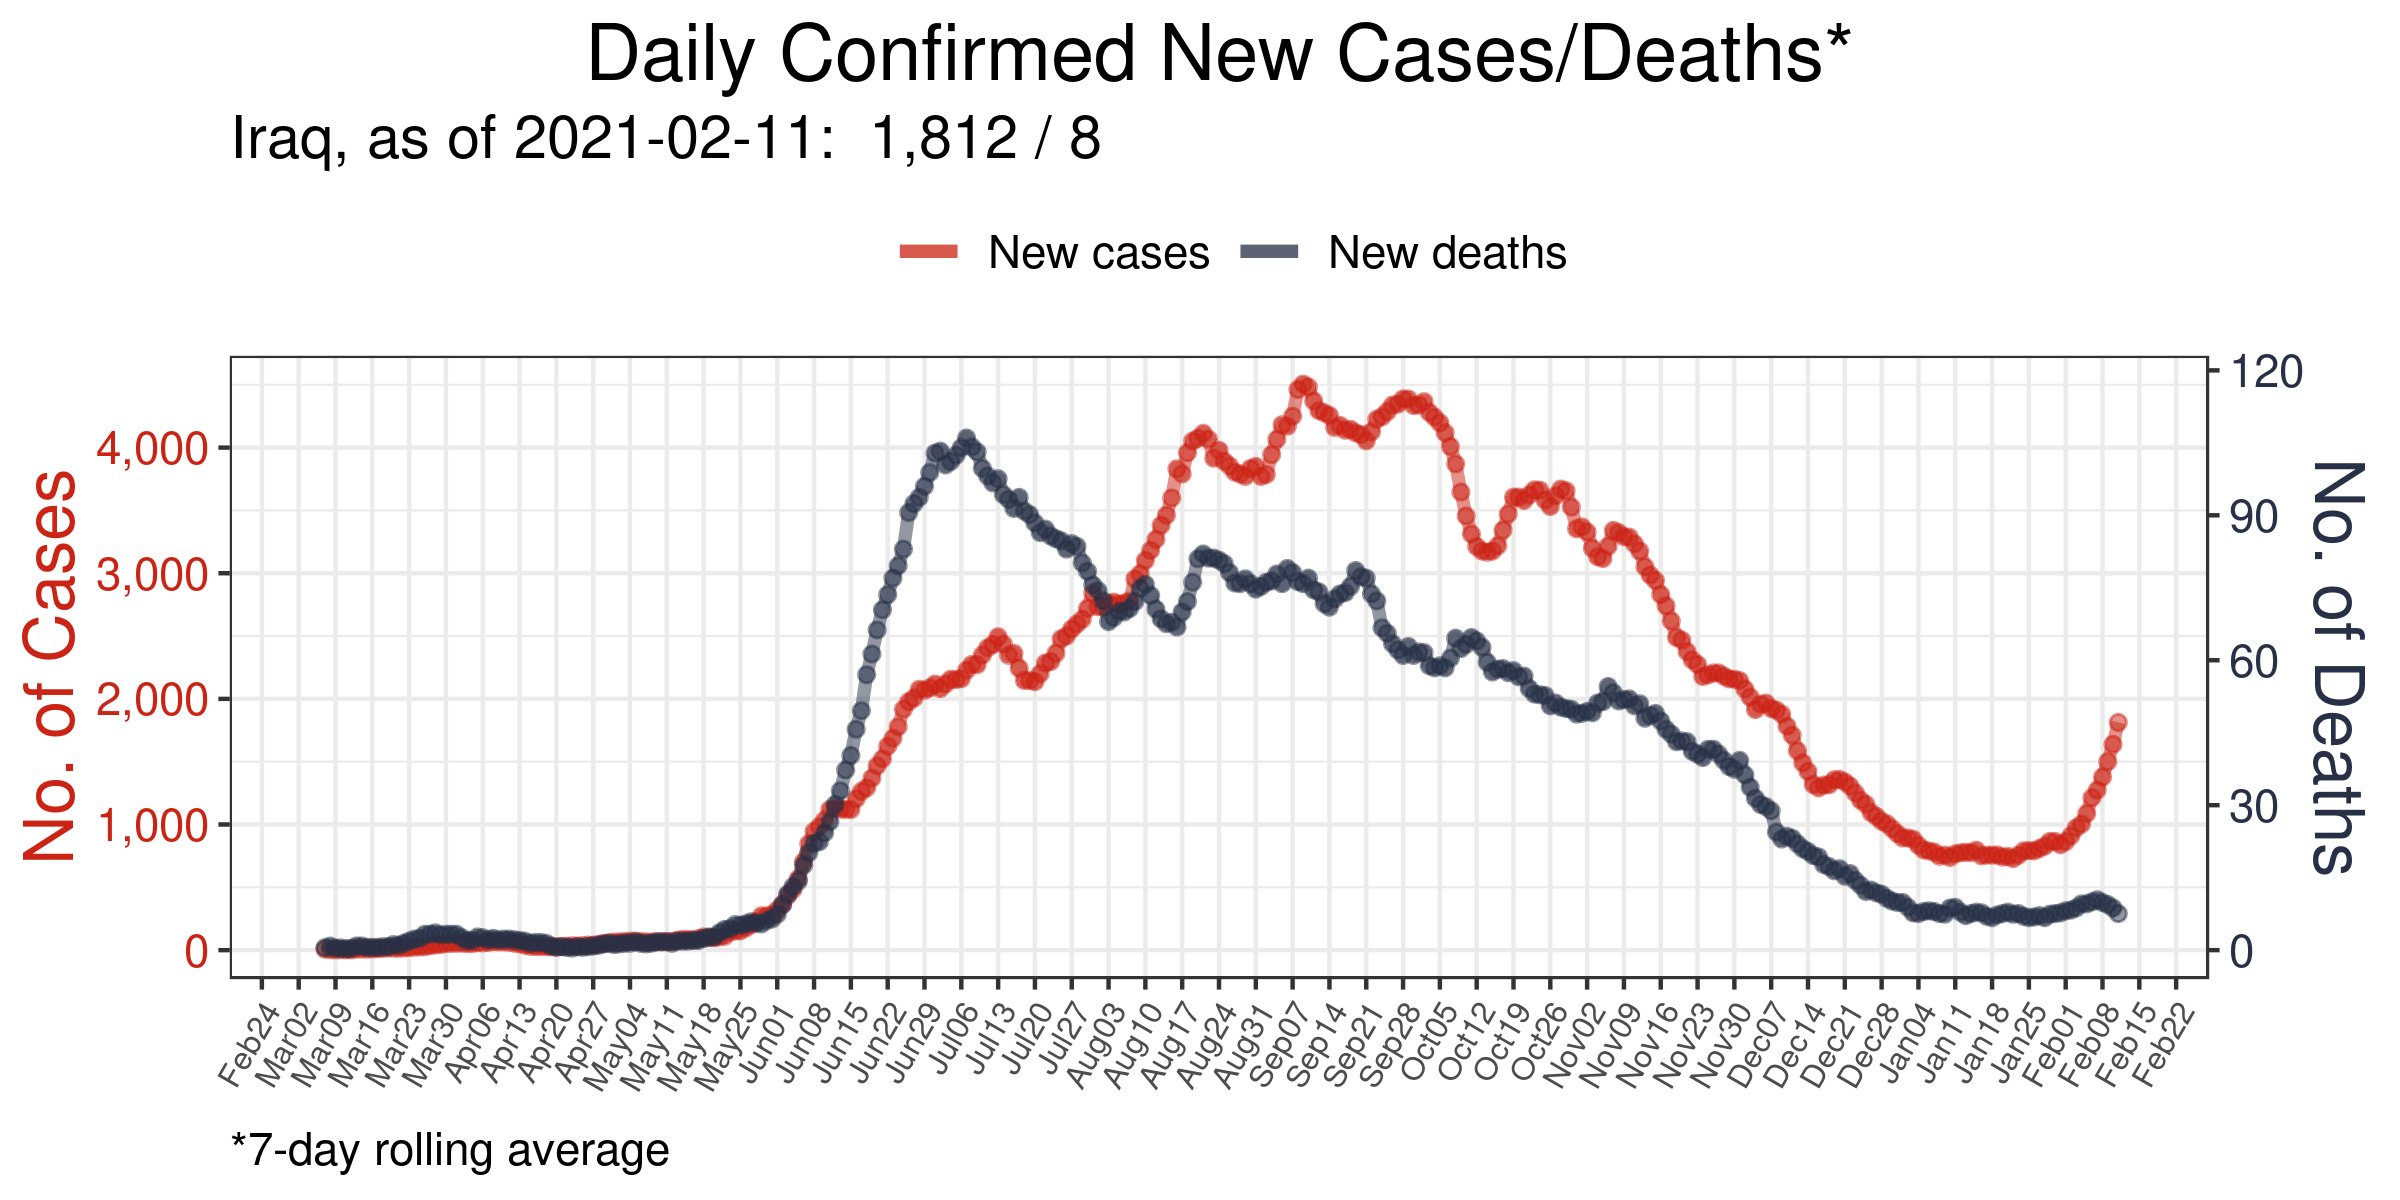 Daily Confirmed New Cases/Deaths*
Iraq, as of 2021-02-11:  1,812 / 8
New cases
New deaths
No. of Cases
4,000
3,000
2,000
1,000
0
120
90
60
30
0
No. of Deaths
Feb24
Mar02
Mar09
Mar16
Mar23
Mar30
Apr06
Apr13
Apr20
Apr27
May04
May11
May18
May25
Jun01
Jun08
Jun15
Jun22
Jun29
Jul06
Jul13
Jul20
Jul27
Aug03
Aug10
Aug17
Aug24
Aug31
Sep07
Sep14
Sep21
Sep28
Oct05
Oct12
Oct19
Oct26
Nov02
Nov09
Nov16
Nov23
Nov30
Dec07
Dec14
Dec21
Dec28
Jan04
Jan11
Jan18
Jan25
Feb01
Feb08
Feb15
Feb22
*7-day rolling average